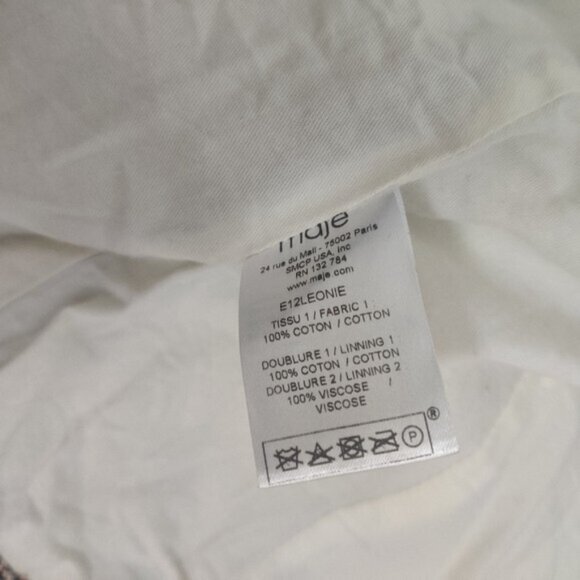 maje
24 rue du Mail - 75002 Paris
SMCP USA, Inc
RN 132 784
www.maje.com
E12LEONIE
TISSU 1 / FABRIC 1 :
100% COTON / COTTON
DOUBLURE 1 / LINNING 1
100% COTON / COTTON
DOUBLURE 2 / LINNING 2
100% VISCOSE /
VISCOSE
P ®